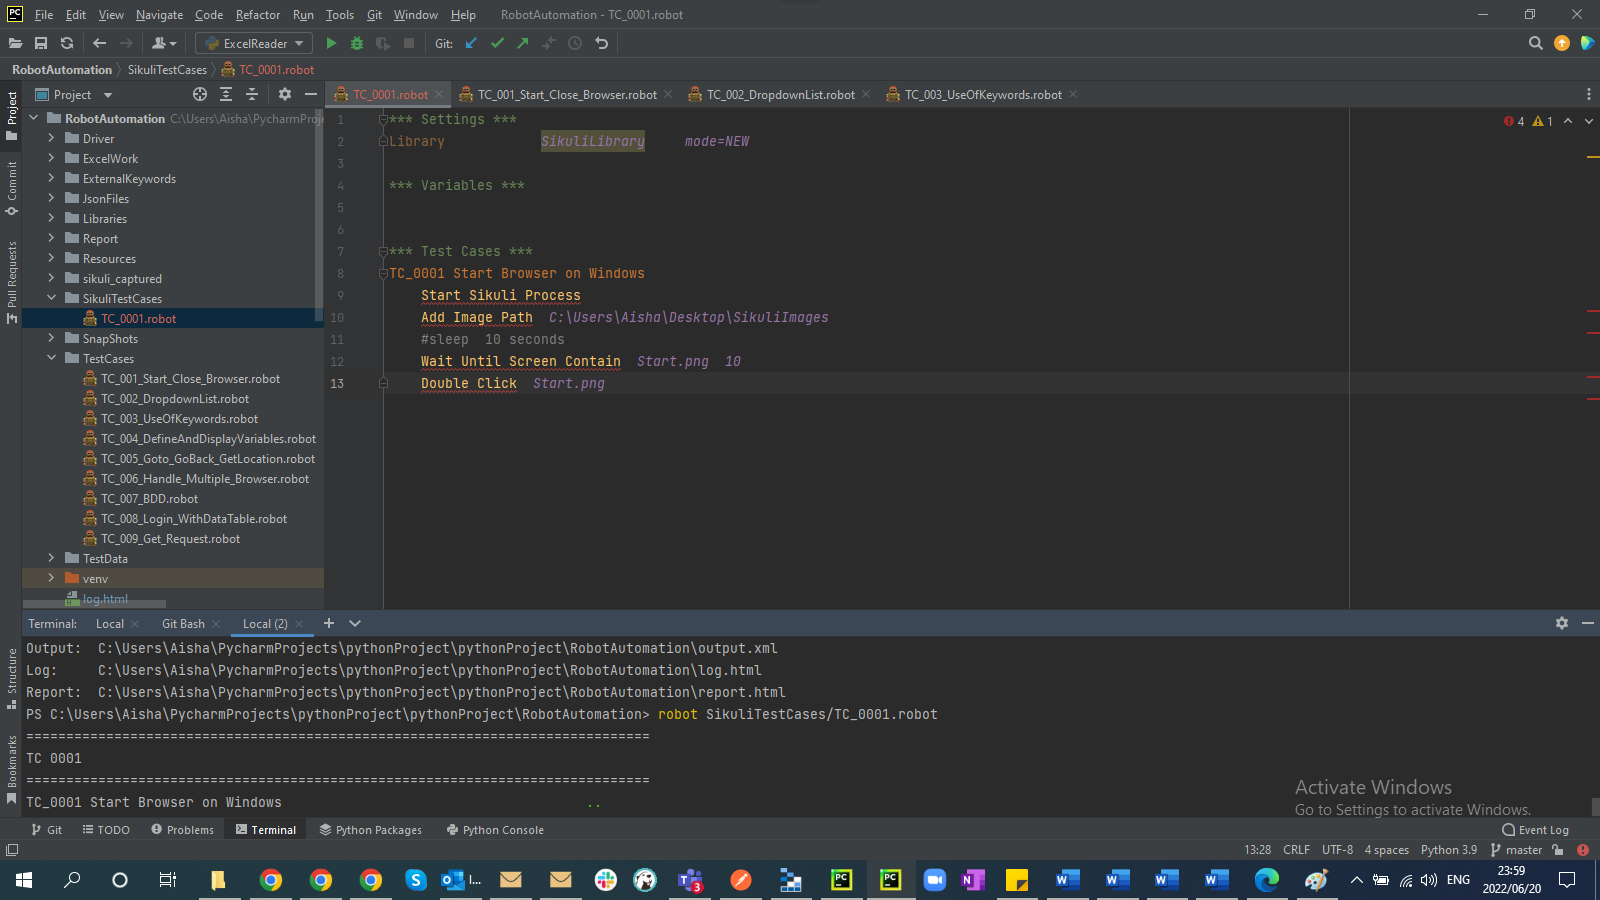 File Edit View Navigate Code Refactor Run Tools Git Window Help RobotAutomation - TC_0001.robot
ExcelReader Git:
RobotAutomation SikuliTestCases TC_0001.robot
Project TC_0001.robot TC_001_Start_Close_Browser.robot TC_002_DropdownList.robot TC_003_UseOfKeywords.robot
RobotAutomation C:\Users\Aisha\PycharmProj
Driver
ExcelWork
ExternalKeywords
JsonFiles
Libraries
Report
Resources
sikuli_captured
SikuliTestCases
TC_0001.robot
SnapShots
TestCases
TC_001_Start_Close_Browser.robot
TC_002_DropdownList.robot
TC_003_UseOfKeywords.robot
TC_004_DefineAndDisplayVariables.robot
TC_005_Goto_GoBack_GetLocation.robot
TC_006_Handle_Multiple_Browser.robot
TC_007_BDD.robot
TC_008_Login_WithDataTable.robot
TC_009_Get_Request.robot
TestData
venv
log.html
Project
Commit
Pull Requests
Structure
Bookmarks
1 *** Settings ***
2 Library SikuliLibrary mode=NEW
3
4 *** Variables ***
5
6
7 *** Test Cases ***
8 TC_0001 Start Browser on Windows
9 Start Sikuli Process
10 Add Image Path C:\Users\Aisha\Desktop\SikuliImages
11 #sleep 10 seconds
12 Wait Until Screen Contain Start.png 10
13 Double Click Start.png
4 1
Terminal: Local Git Bash Local (2)
Output: C:\Users\Aisha\PycharmProjects\pythonProject\pythonProject\RobotAutomation\output.xml
Log: C:\Users\Aisha\PycharmProjects\pythonProject\pythonProject\RobotAutomation\log.html
Report: C:\Users\Aisha\PycharmProjects\pythonProject\pythonProject\RobotAutomation\report.html
PS C:\Users\Aisha\PycharmProjects\pythonProject\pythonProject\RobotAutomation> robot SikuliTestCases/TC_0001.robot
==============================================================================
TC 0001
==============================================================================
TC_0001 Start Browser on Windows ..
Activate Windows
Go to Settings to activate Windows.
Git TODO Problems Terminal Python Packages Python Console Event Log
13:28 CRLF UTF-8 4 spaces Python 3.9 master
I... 3 ENG 23:59
2022/06/20